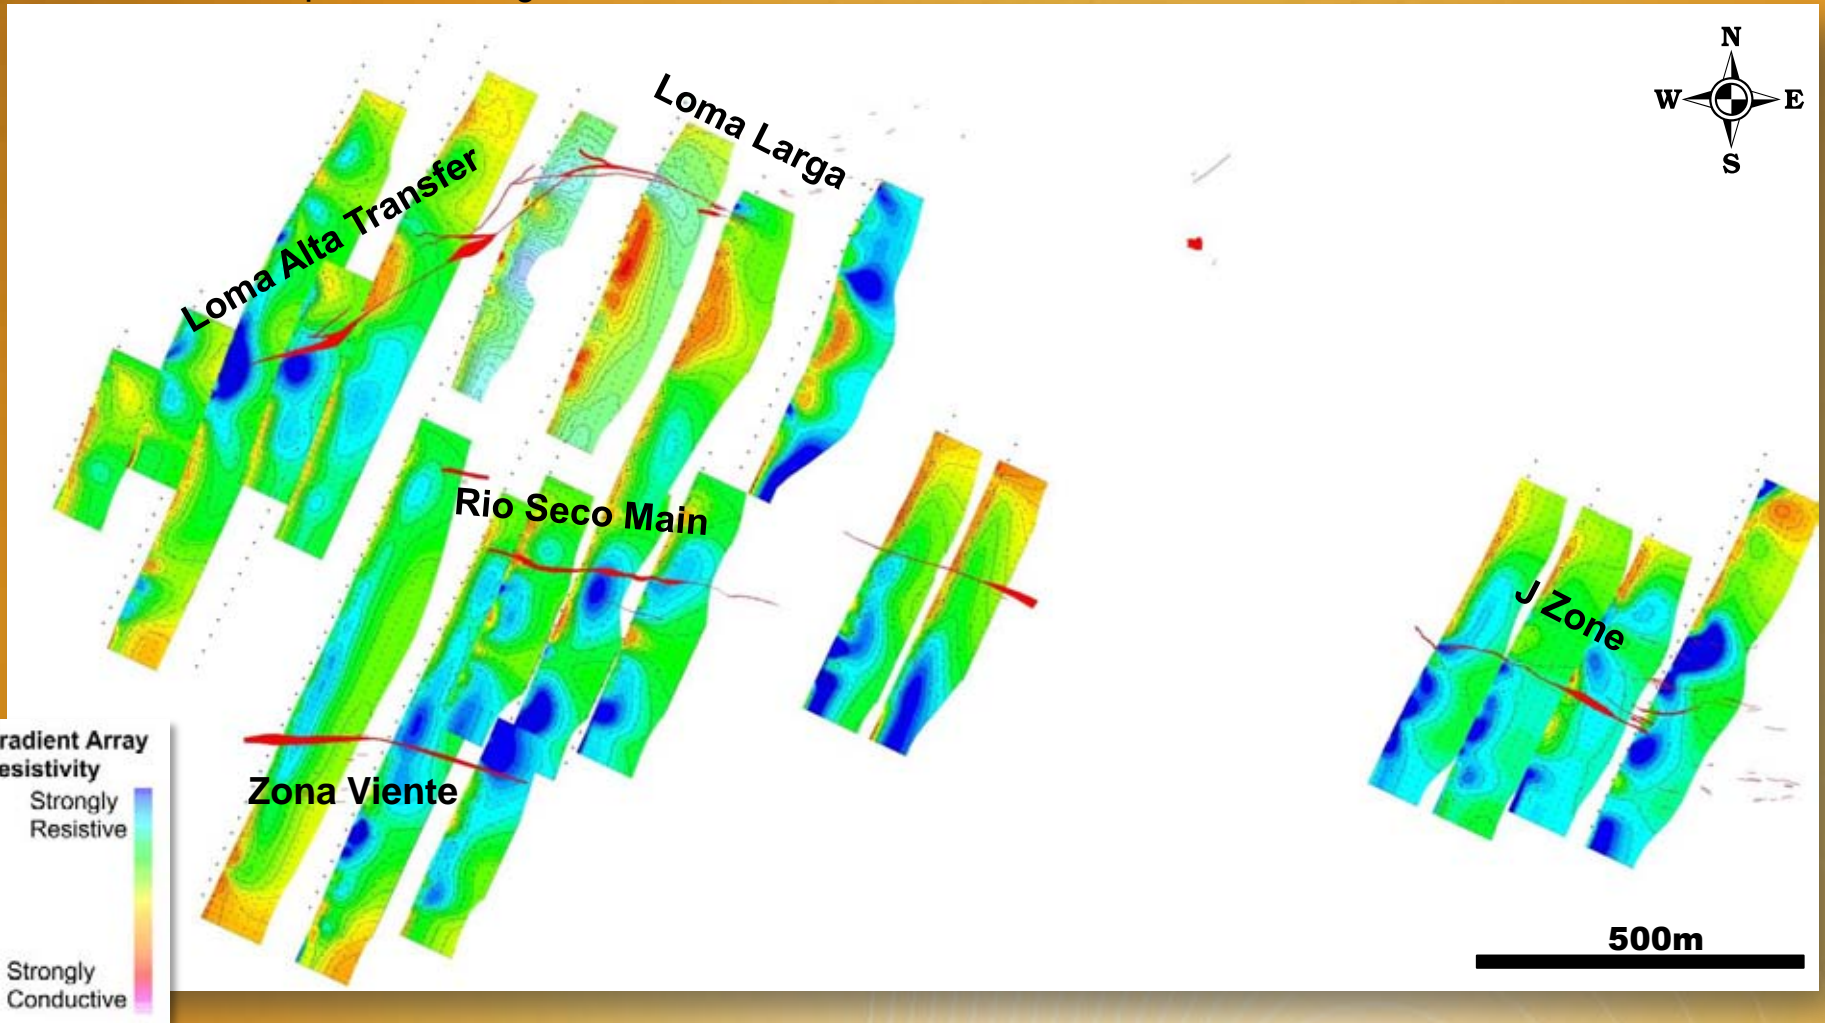 N
W E
S
Loma Larga
Loma Alta Transfer
Rio Seco Main
J Zone
Zona Viente
radient Array
esistivity
Strongly
Resistive
Strongly
Conductive
500m